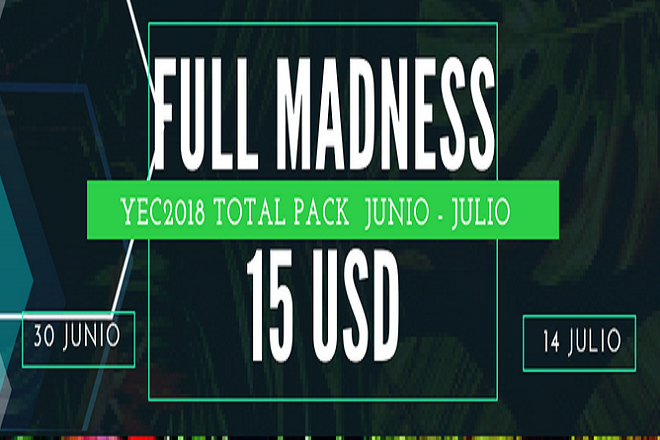 FULL MADNESS
YEC2018 TOTAL PACK JUNIO - JULIO
15 USD
30 JUNIO
14 JULIO